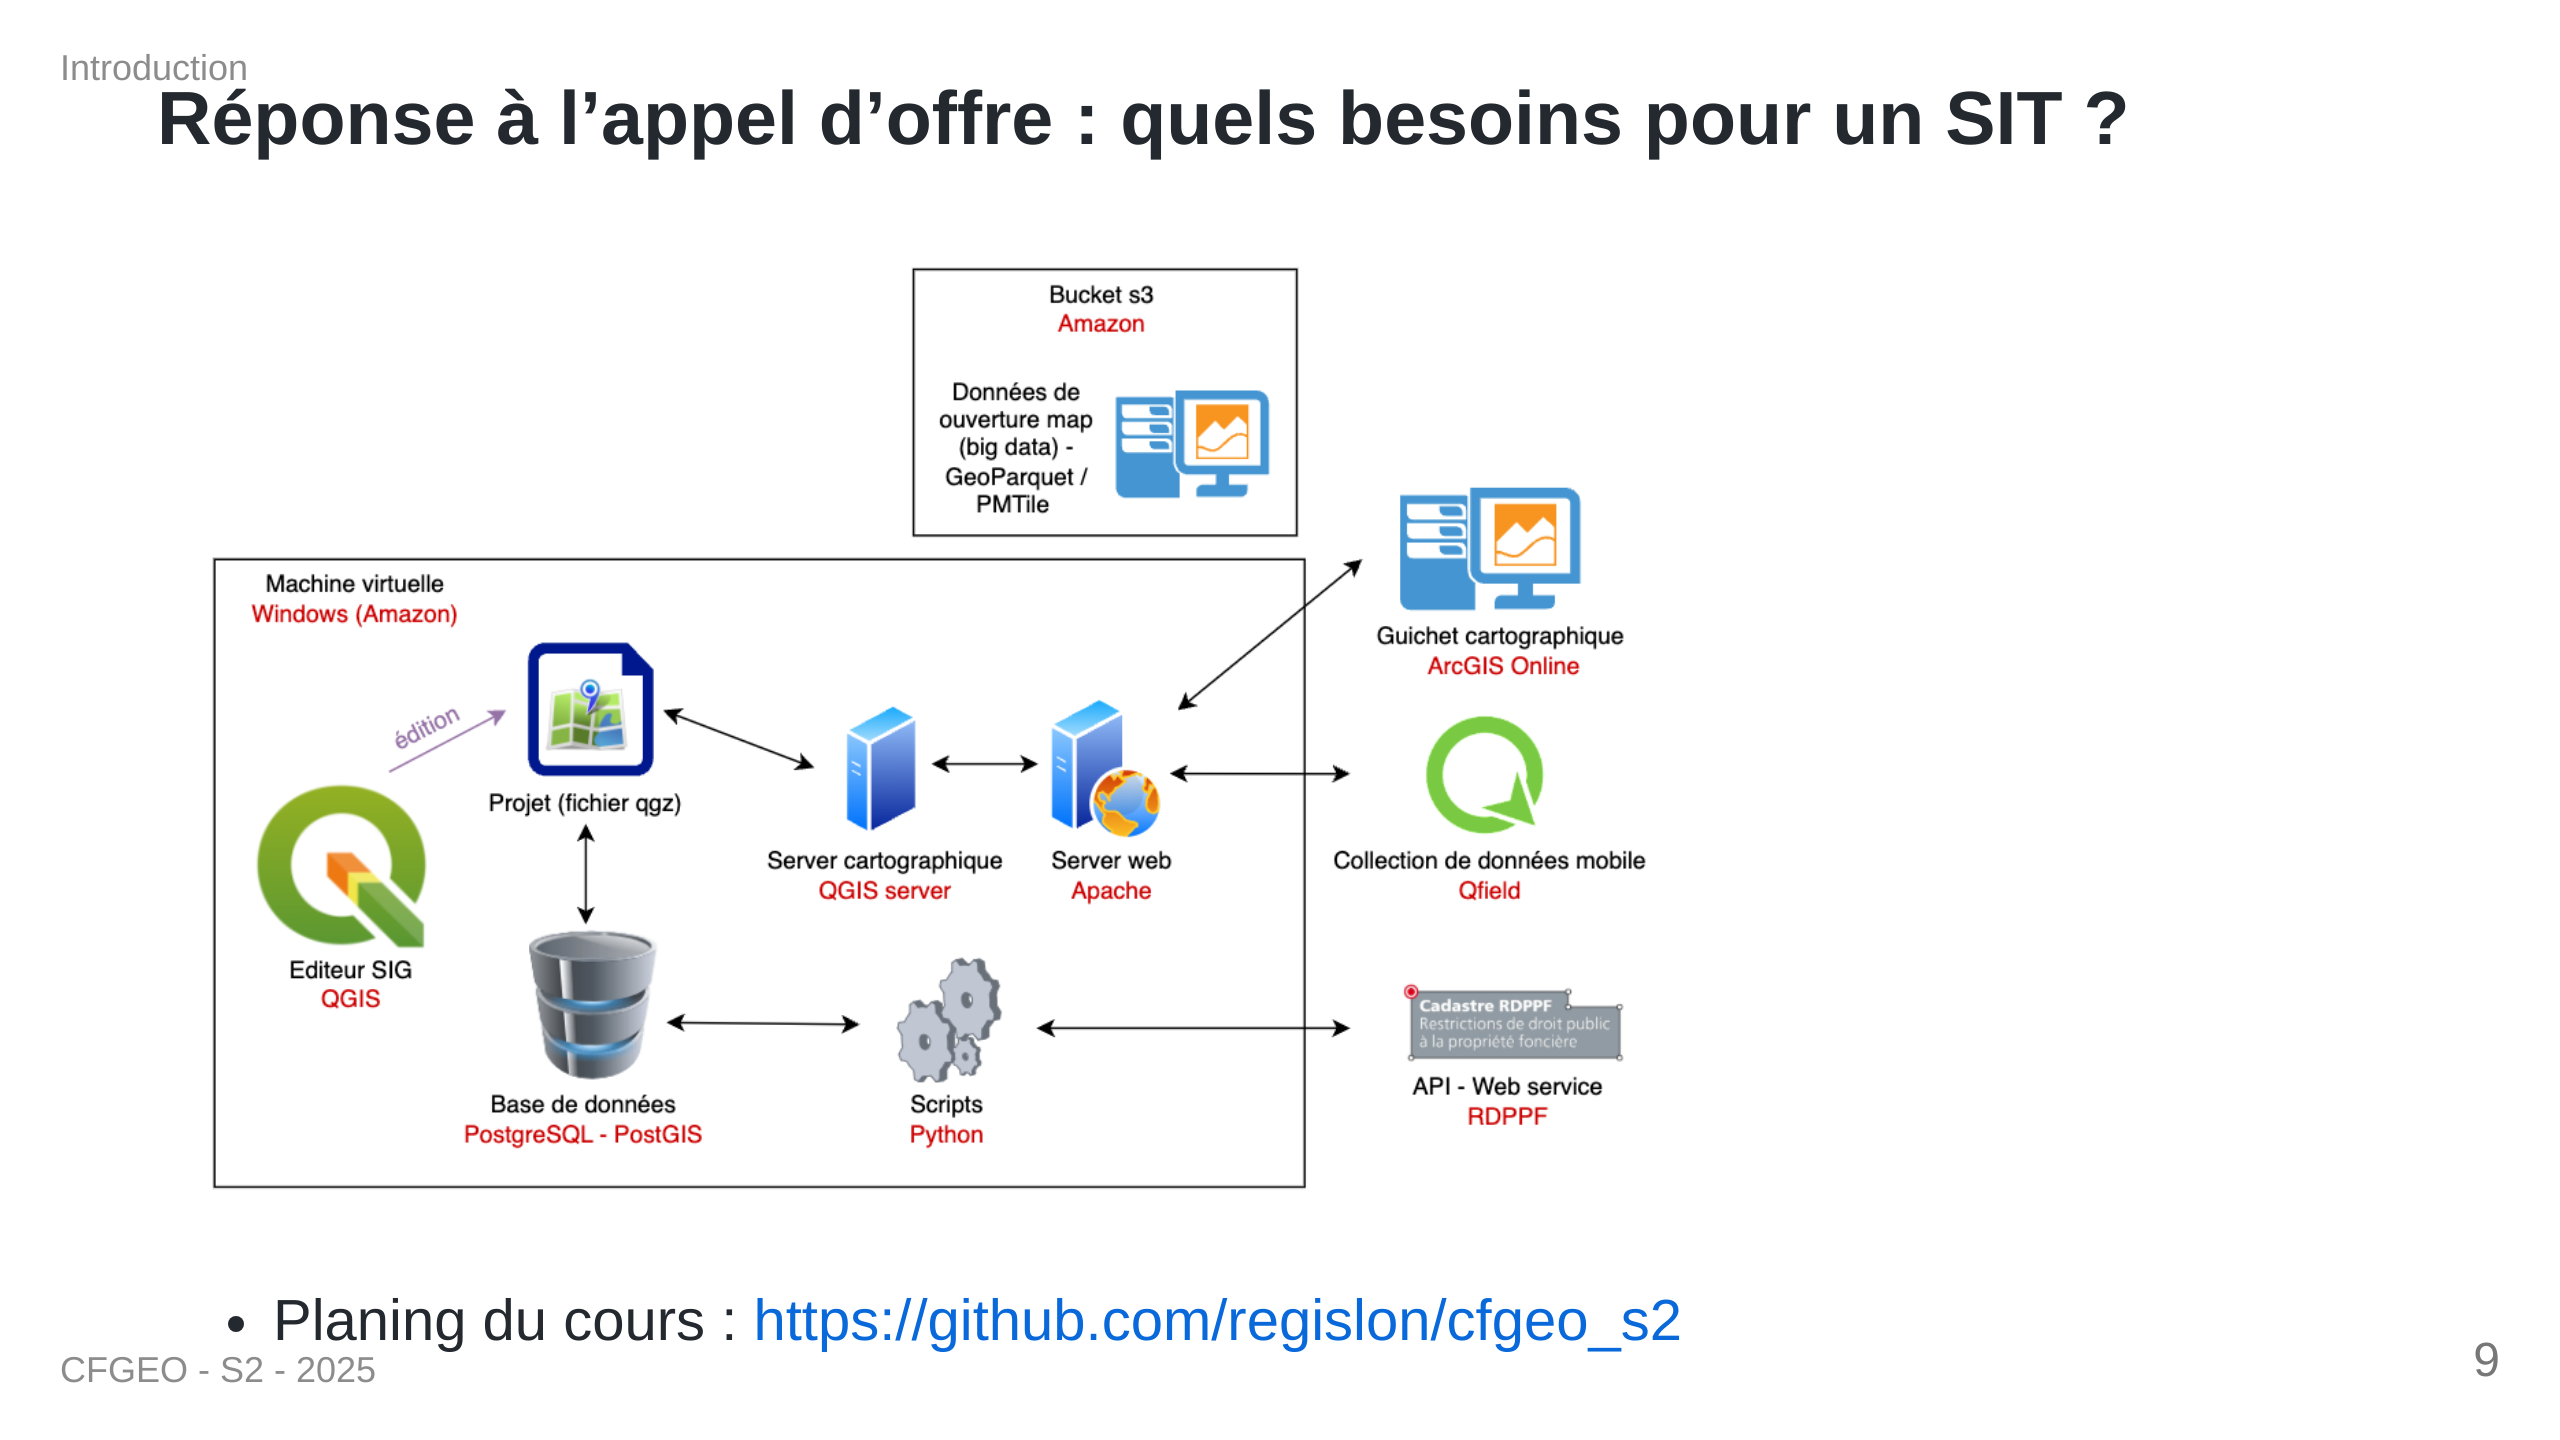 Introduction
Réponse à l’appel d’offre : quels besoins pour un SIT ?
Bucket s3
Amazon
Données de
ouverture map
(big data) -
GeoParquet /
PMTile
Machine virtuelle
Windows (Amazon)
édition
Projet (fichier qgz)
Editeur SIG
QGIS
Server cartographique
QGIS server
Server web
Apache
Base de données
PostgreSQL - PostGIS
Scripts
Python
Guichet cartographique
ArcGIS Online
Collection de données mobile
Qfield
Cadastre RDPPF
Restrictions de droit public
à la propriété foncière
API - Web service
RDPPF
• Planing du cours : https://github.com/regislon/cfgeo_s2
CFGEO - S2 - 2025
9